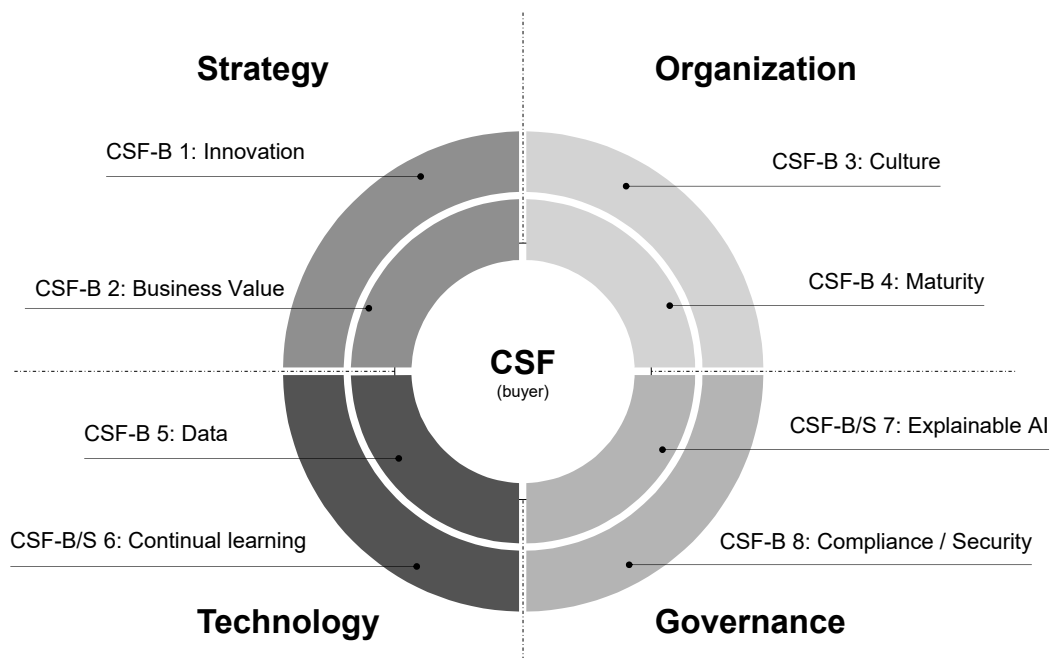 Strategy
Organization
CSF-B 1: Innovation
CSF-B 3: Culture
CSF-B 2: Business Value
CSF-B 4: Maturity
CSF
(buyer)
CSF-B 5: Data
CSF-B/S 7: Explainable AI
CSF-B/S 6: Continual learning
CSF-B 8: Compliance / Security
Technology
Governance